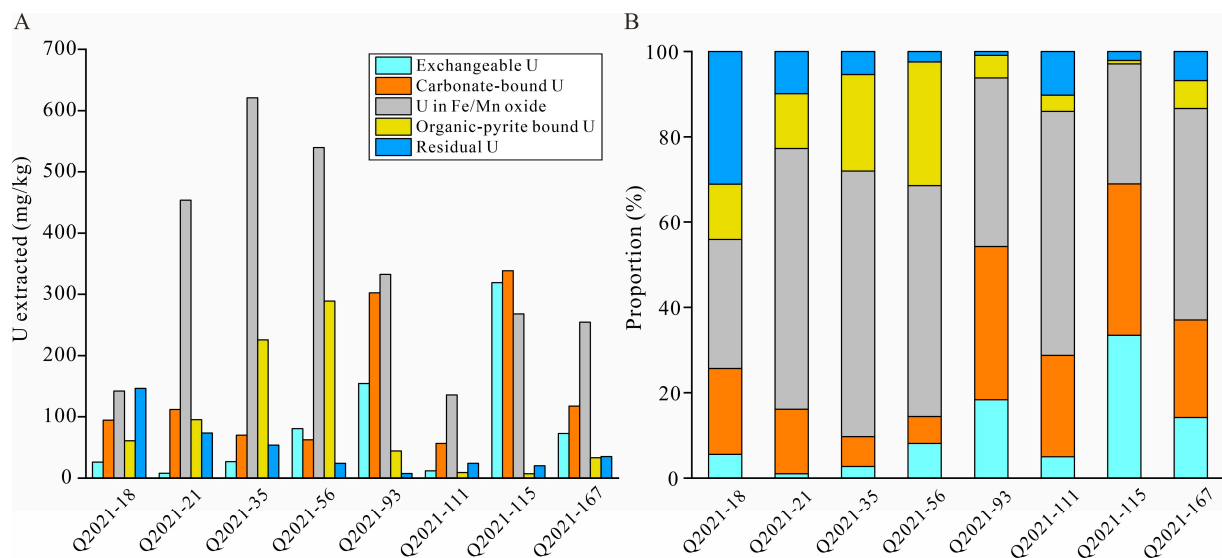 A
U extracted (mg/kg)
700
600
500
400
300
200
100
0
Exchangeable U
Carbonate-bound U
U in Fe/Mn oxide
Organic-pyrite bound U
Residual U
Q2021-18
Q2021-21
Q2021-35
Q2021-56
Q2021-93
Q2021-111
Q2021-115
Q2021-167
B
Proportion (%)
100
80
60
40
20
0
Q2021-18
Q2021-21
Q2021-35
Q2021-56
Q2021-93
Q2021-111
Q2021-115
Q2021-167